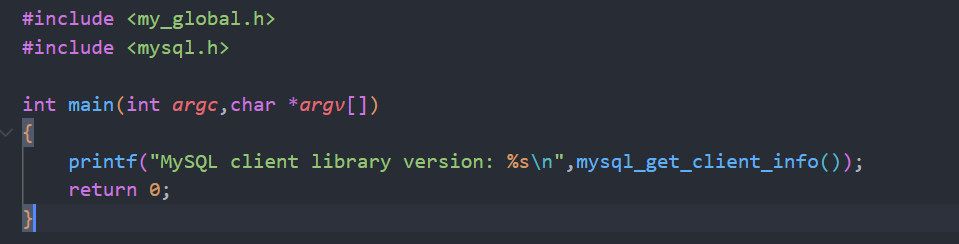 #include <my_global.h>
#include <mysql.h>
int main(int argc,char *argv[])
{
printf("MySQL client library version: %s\n",mysql_get_client_info());
return 0;
}